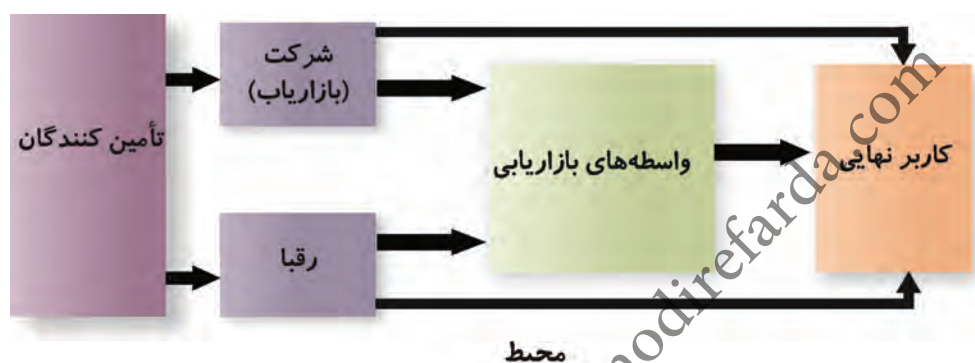 تأمین کنندگان
شرکت
(بازاریاب)
رقبا
واسطه‌های بازاریابی
کاربر نهایی
محیط
modirefarda.com